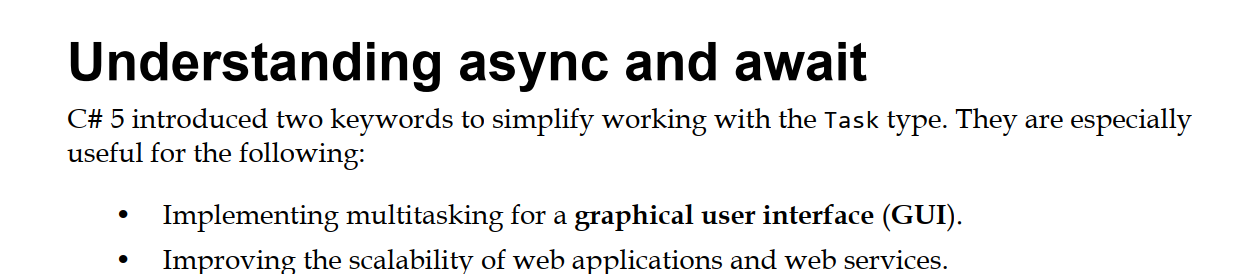 Understanding async and await
C# 5 introduced two keywords to simplify working with the Task type. They are especially
useful for the following:
• Implementing multitasking for a graphical user interface (GUI).
• Improving the scalability of web applications and web services.